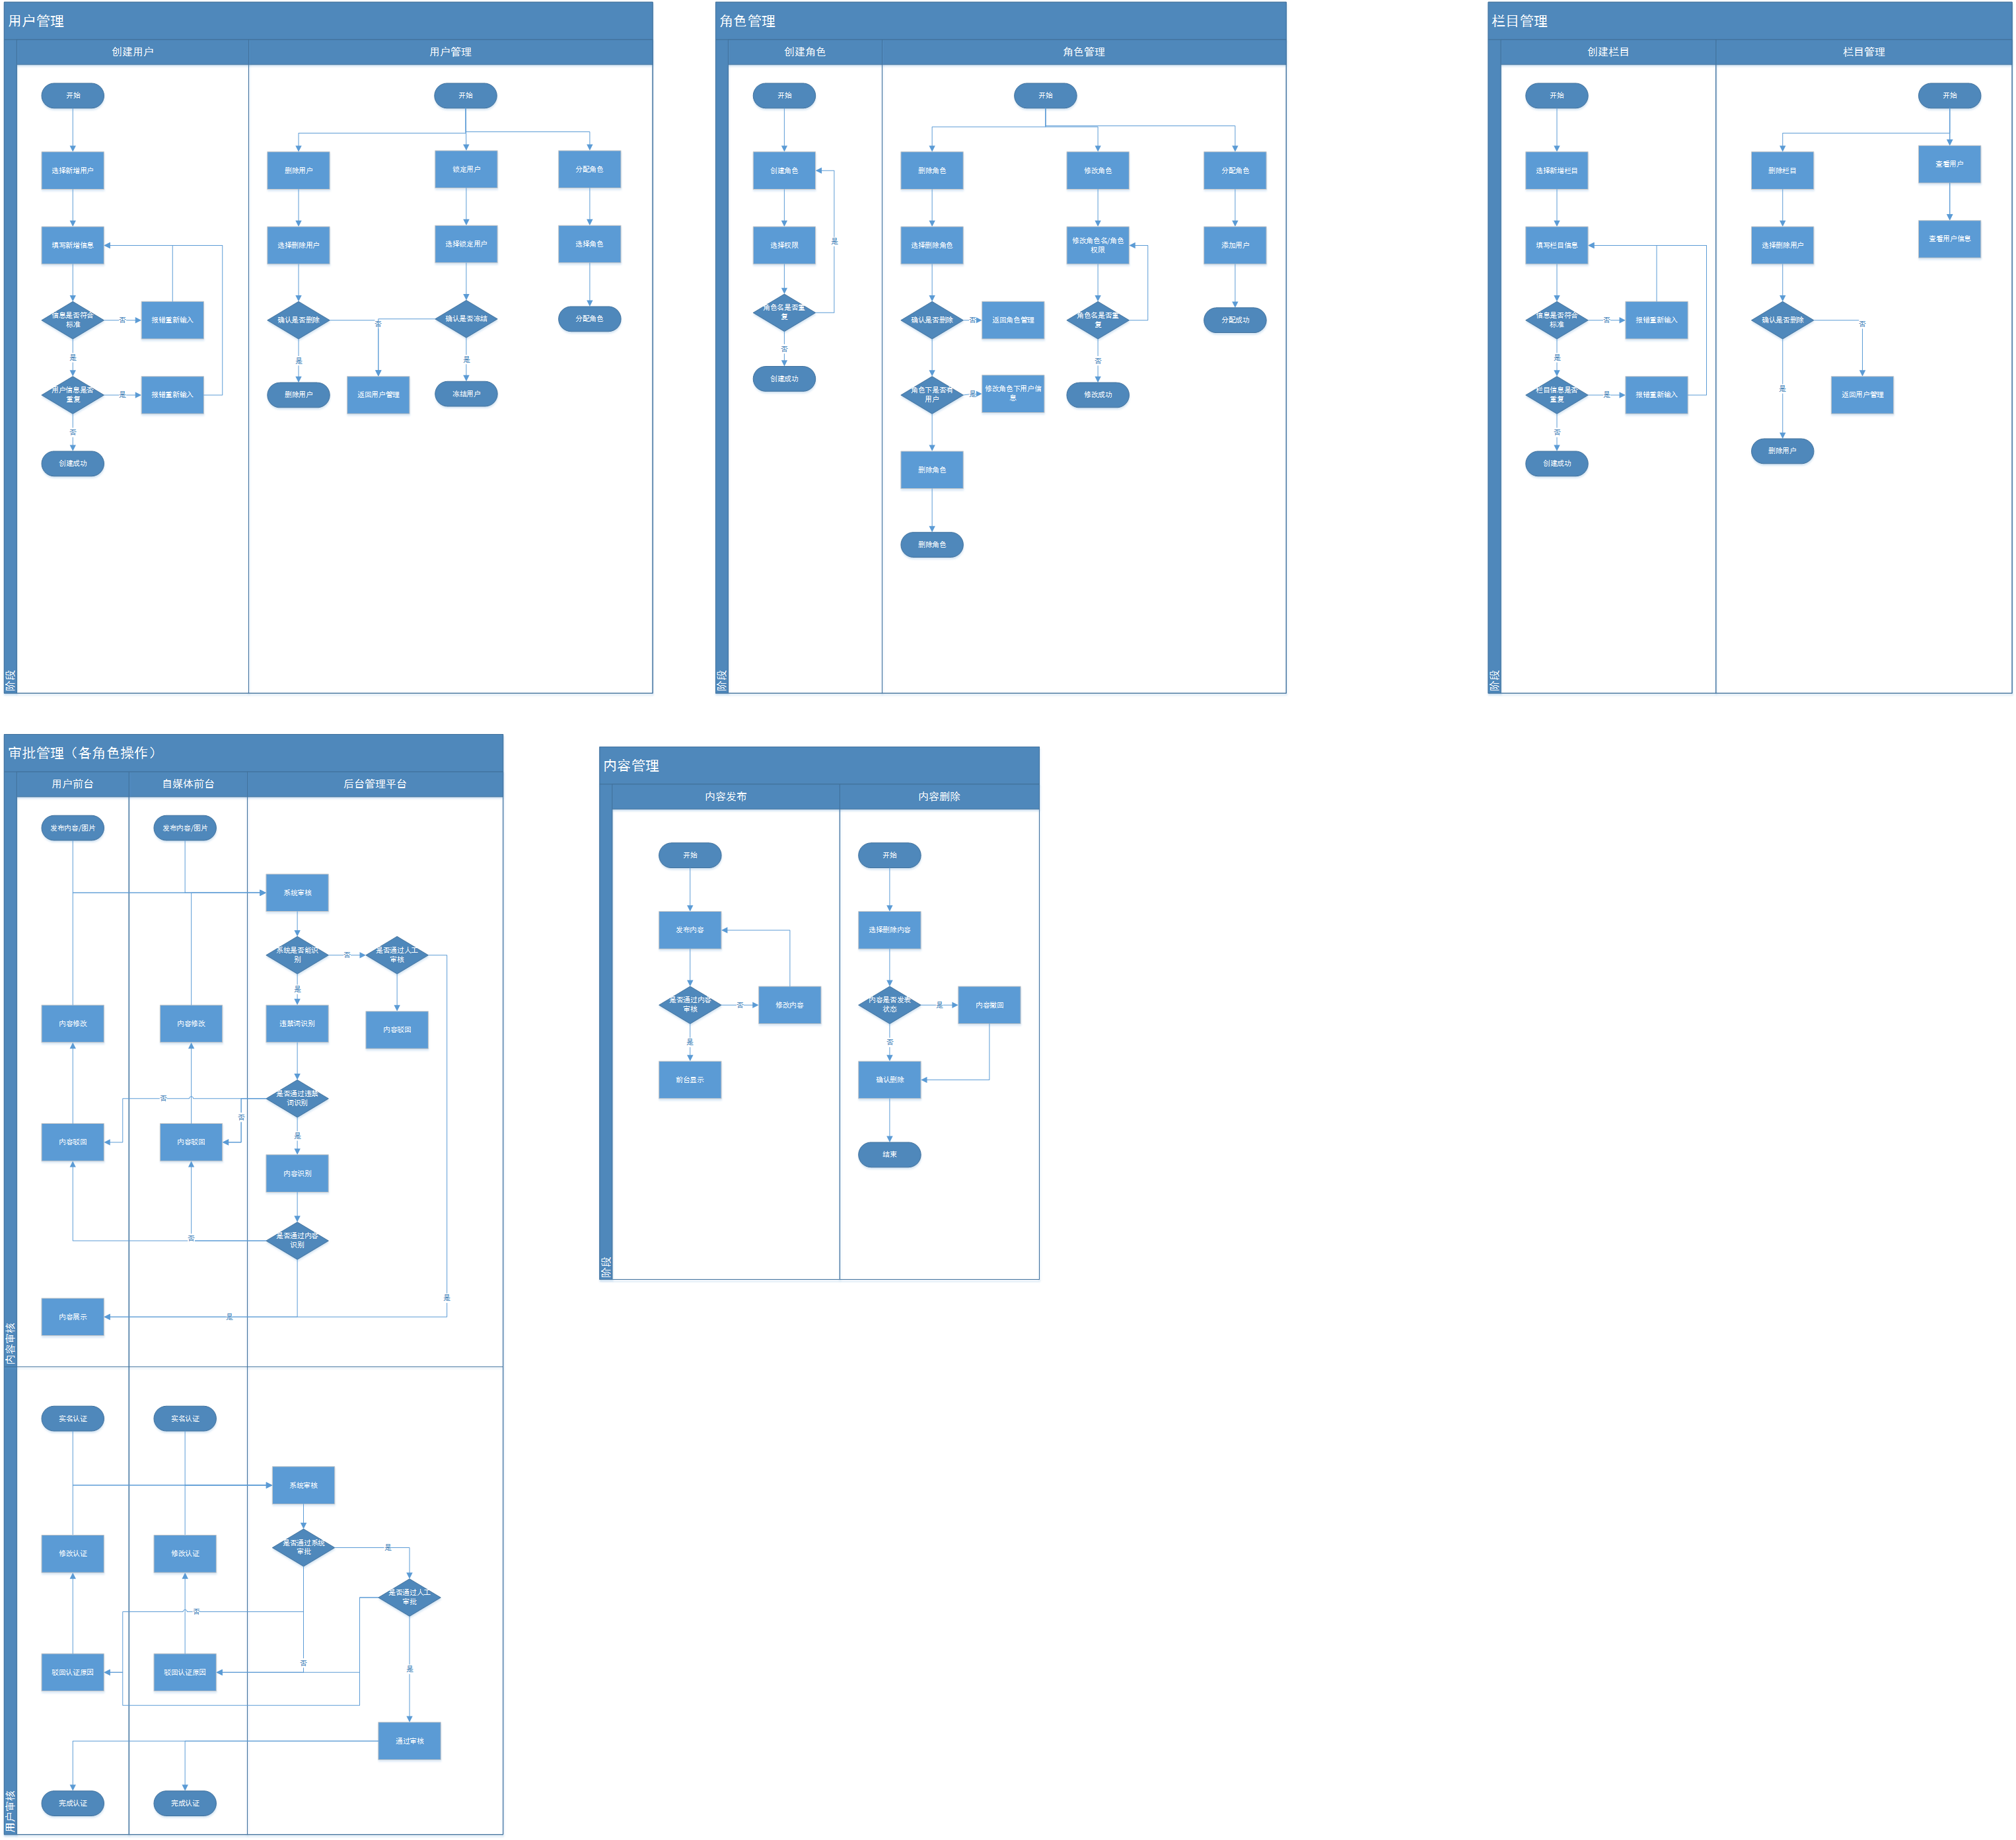 用户管理
创建用户
用户管理
开始
选择新增用户
填写新增信息
信息是否符合
标准
否
报错重新输入
是
用户信息是否
重复
是
报错重新输入
否
创建成功
开始
删除用户
锁定用户
分配角色
选择删除用户
选择锁定用户
选择角色
确认是否删除
否
确认是否冻结
分配角色
是
是
删除用户
返回用户管理
冻结用户
阶段
角色管理
创建角色
角色管理
开始
创建角色
选择权限
是
角色名是否重
复
否
创建成功
开始
删除角色
修改角色
分配角色
选择删除角色
修改角色名/角色
权限
添加用户
确认是否删除
否
返回角色管理
角色名是否重
复
分配成功
否
角色下是否有
用户
是
修改角色下用户信
息
修改成功
删除角色
删除角色
阶段
栏目管理
创建栏目
栏目管理
开始
选择新增栏目
填写栏目信息
信息是否符合
标准
否
报错重新输入
是
栏目信息是否
重复
是
报错重新输入
否
创建成功
开始
删除栏目
查看用户
选择删除用户
查看用户信息
确认是否删除
否
是
返回用户管理
删除用户
阶段
审批管理（各角色操作）
用户前台
自媒体前台
后台管理平台
发布内容/图片
发布内容/图片
系统审核
系统是否能识
别
否
是否通过人工
审核
是
内容修改
内容修改
违禁词识别
内容驳回
否
否
是否通过违禁
词识别
是
内容驳回
内容驳回
内容识别
否
是否通过内容
识别
是
内容展示
是
内容审核
实名认证
实名认证
系统审核
是否通过系统
审批
是
修改认证
修改认证
是否通过人工
审批
否
否
是
驳回认证原因
驳回认证原因
通过审核
完成认证
完成认证
用户审核
内容管理
内容发布
内容删除
开始
发布内容
是否通过内容
审核
否
修改内容
是
前台显示
开始
选择删除内容
内容是否发表
状态
是
内容撤回
否
确认删除
结束
阶段